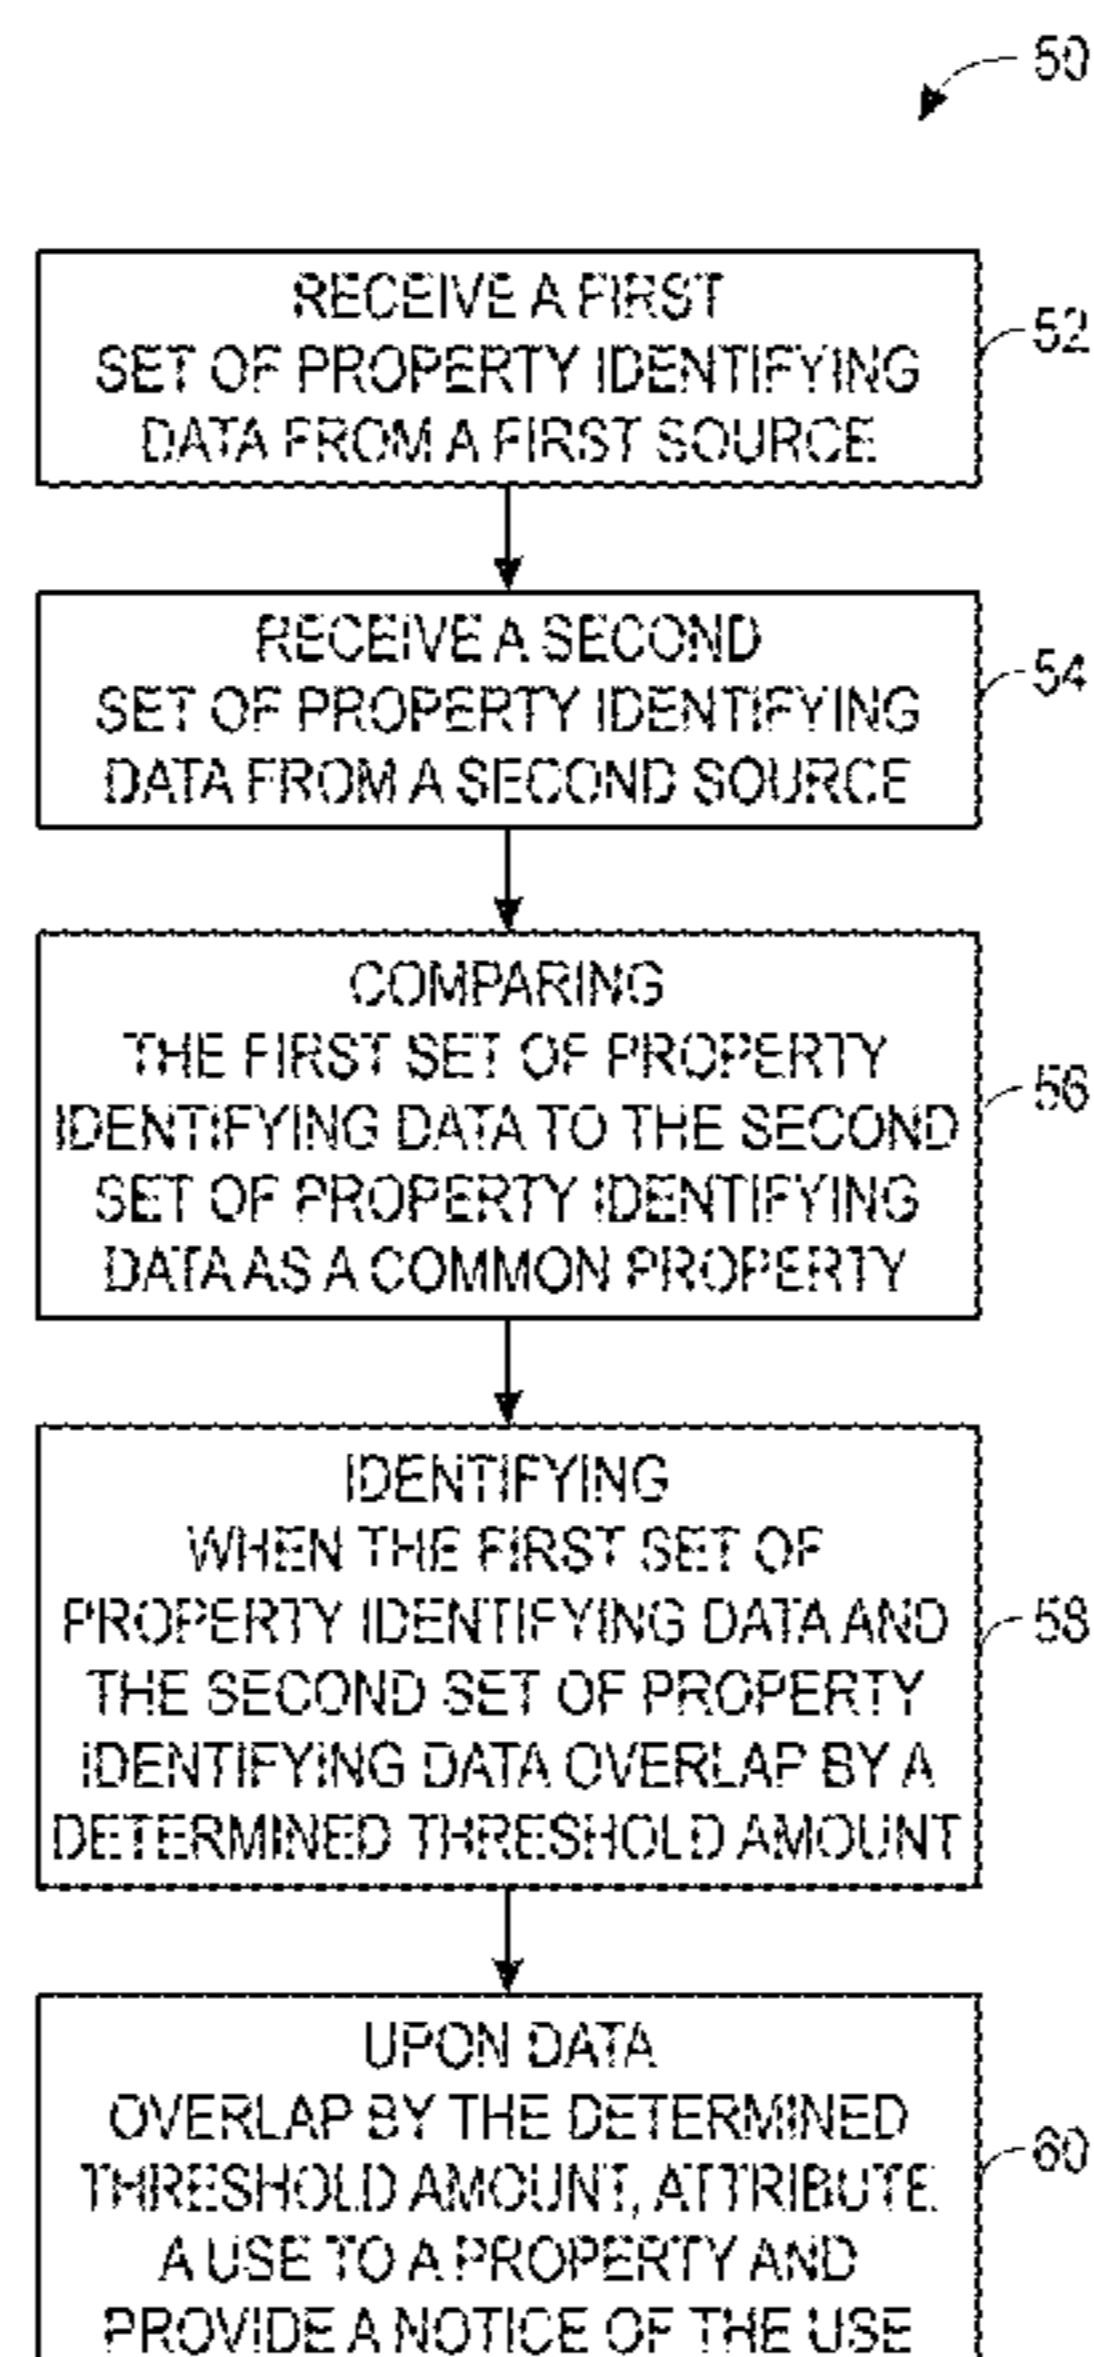 50
RECEIVE A FIRST
SET OF PROPERTY IDENTIFYING
DATA FROM A FIRST SOURCE
52
RECEIVE A SECOND
SET OF PROPERTY IDENTIFYING
DATA FROM A SECOND SOURCE
54
COMPARING
THE FIRST SET OF PROPERTY
IDENTIFYING DATA TO THE SECOND
SET OF PROPERTY IDENTIFYING
DATA AS A COMMON PROPERTY
56
IDENTIFYING
WHEN THE FIRST SET OF
PROPERTY IDENTIFYING DATA AND
THE SECOND SET OF PROPERTY
IDENTIFYING DATA OVERLAP BY A
DETERMINED THRESHOLD AMOUNT
58
UPON DATA
OVERLAP BY THE DETERMINED
THRESHOLD AMOUNT, ATTRIBUTE
A USE TO A PROPERTY AND
PROVIDE A NOTICE OF THE USE
60